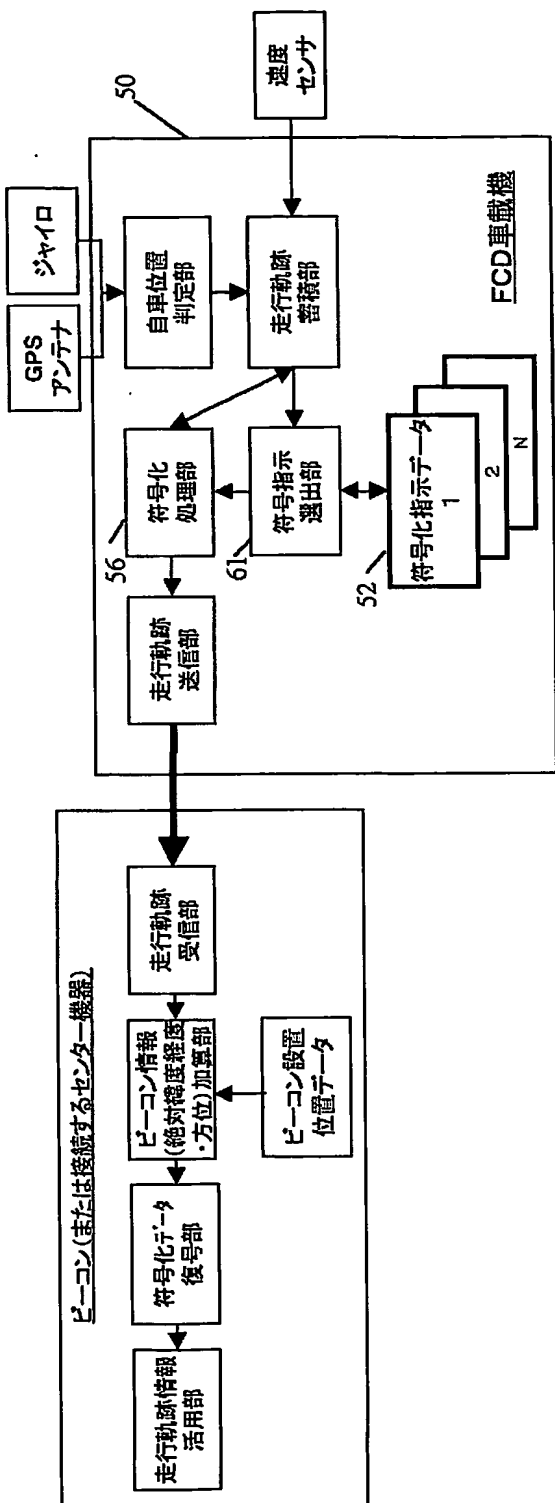 ビーコン(または接続するセンター機器)
走行軌跡情報
活用部
符号化データ
復号部
ビーコン情報
(絶対緯度経度
・方位)加算部
走行軌跡
受信部
ビーコン設置
位置データ
GPS
アンテナ
ジャイロ
速度
センサ
50
走行軌跡
送信部
56
符号化
処理部
自車位置
判定部
61
符号指示
選出部
走行軌跡
蓄積部
52
符号化指示データ
1
2
N
FCD車載機